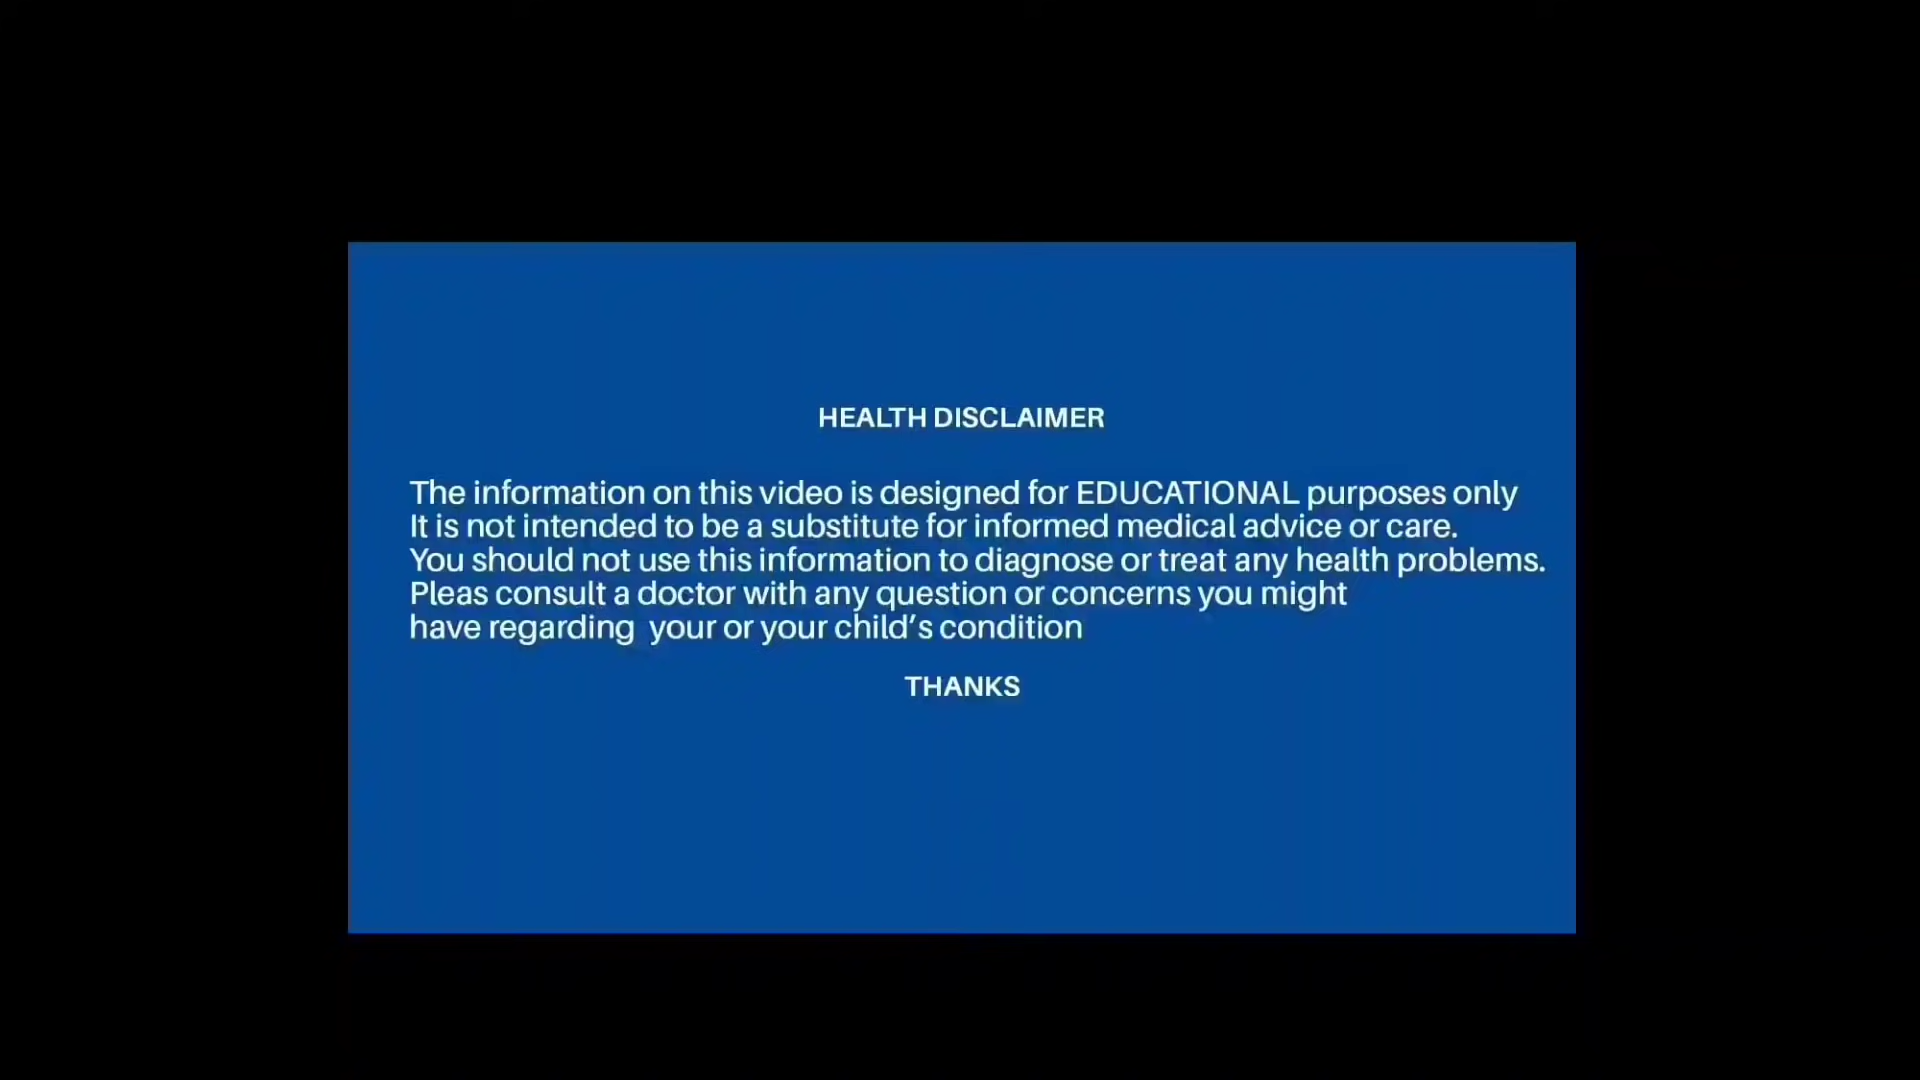 HEALTH DISCLAIMER
The information on this video is designed for EDUCATIONAL purposes only
It is not intended to be a substitute for informed medical advice or care.
You should not use this information to diagnose or treat any health problems.
Pleas consult a doctor with any question or concerns you might
have regarding  your or your child’s condition
THANKS